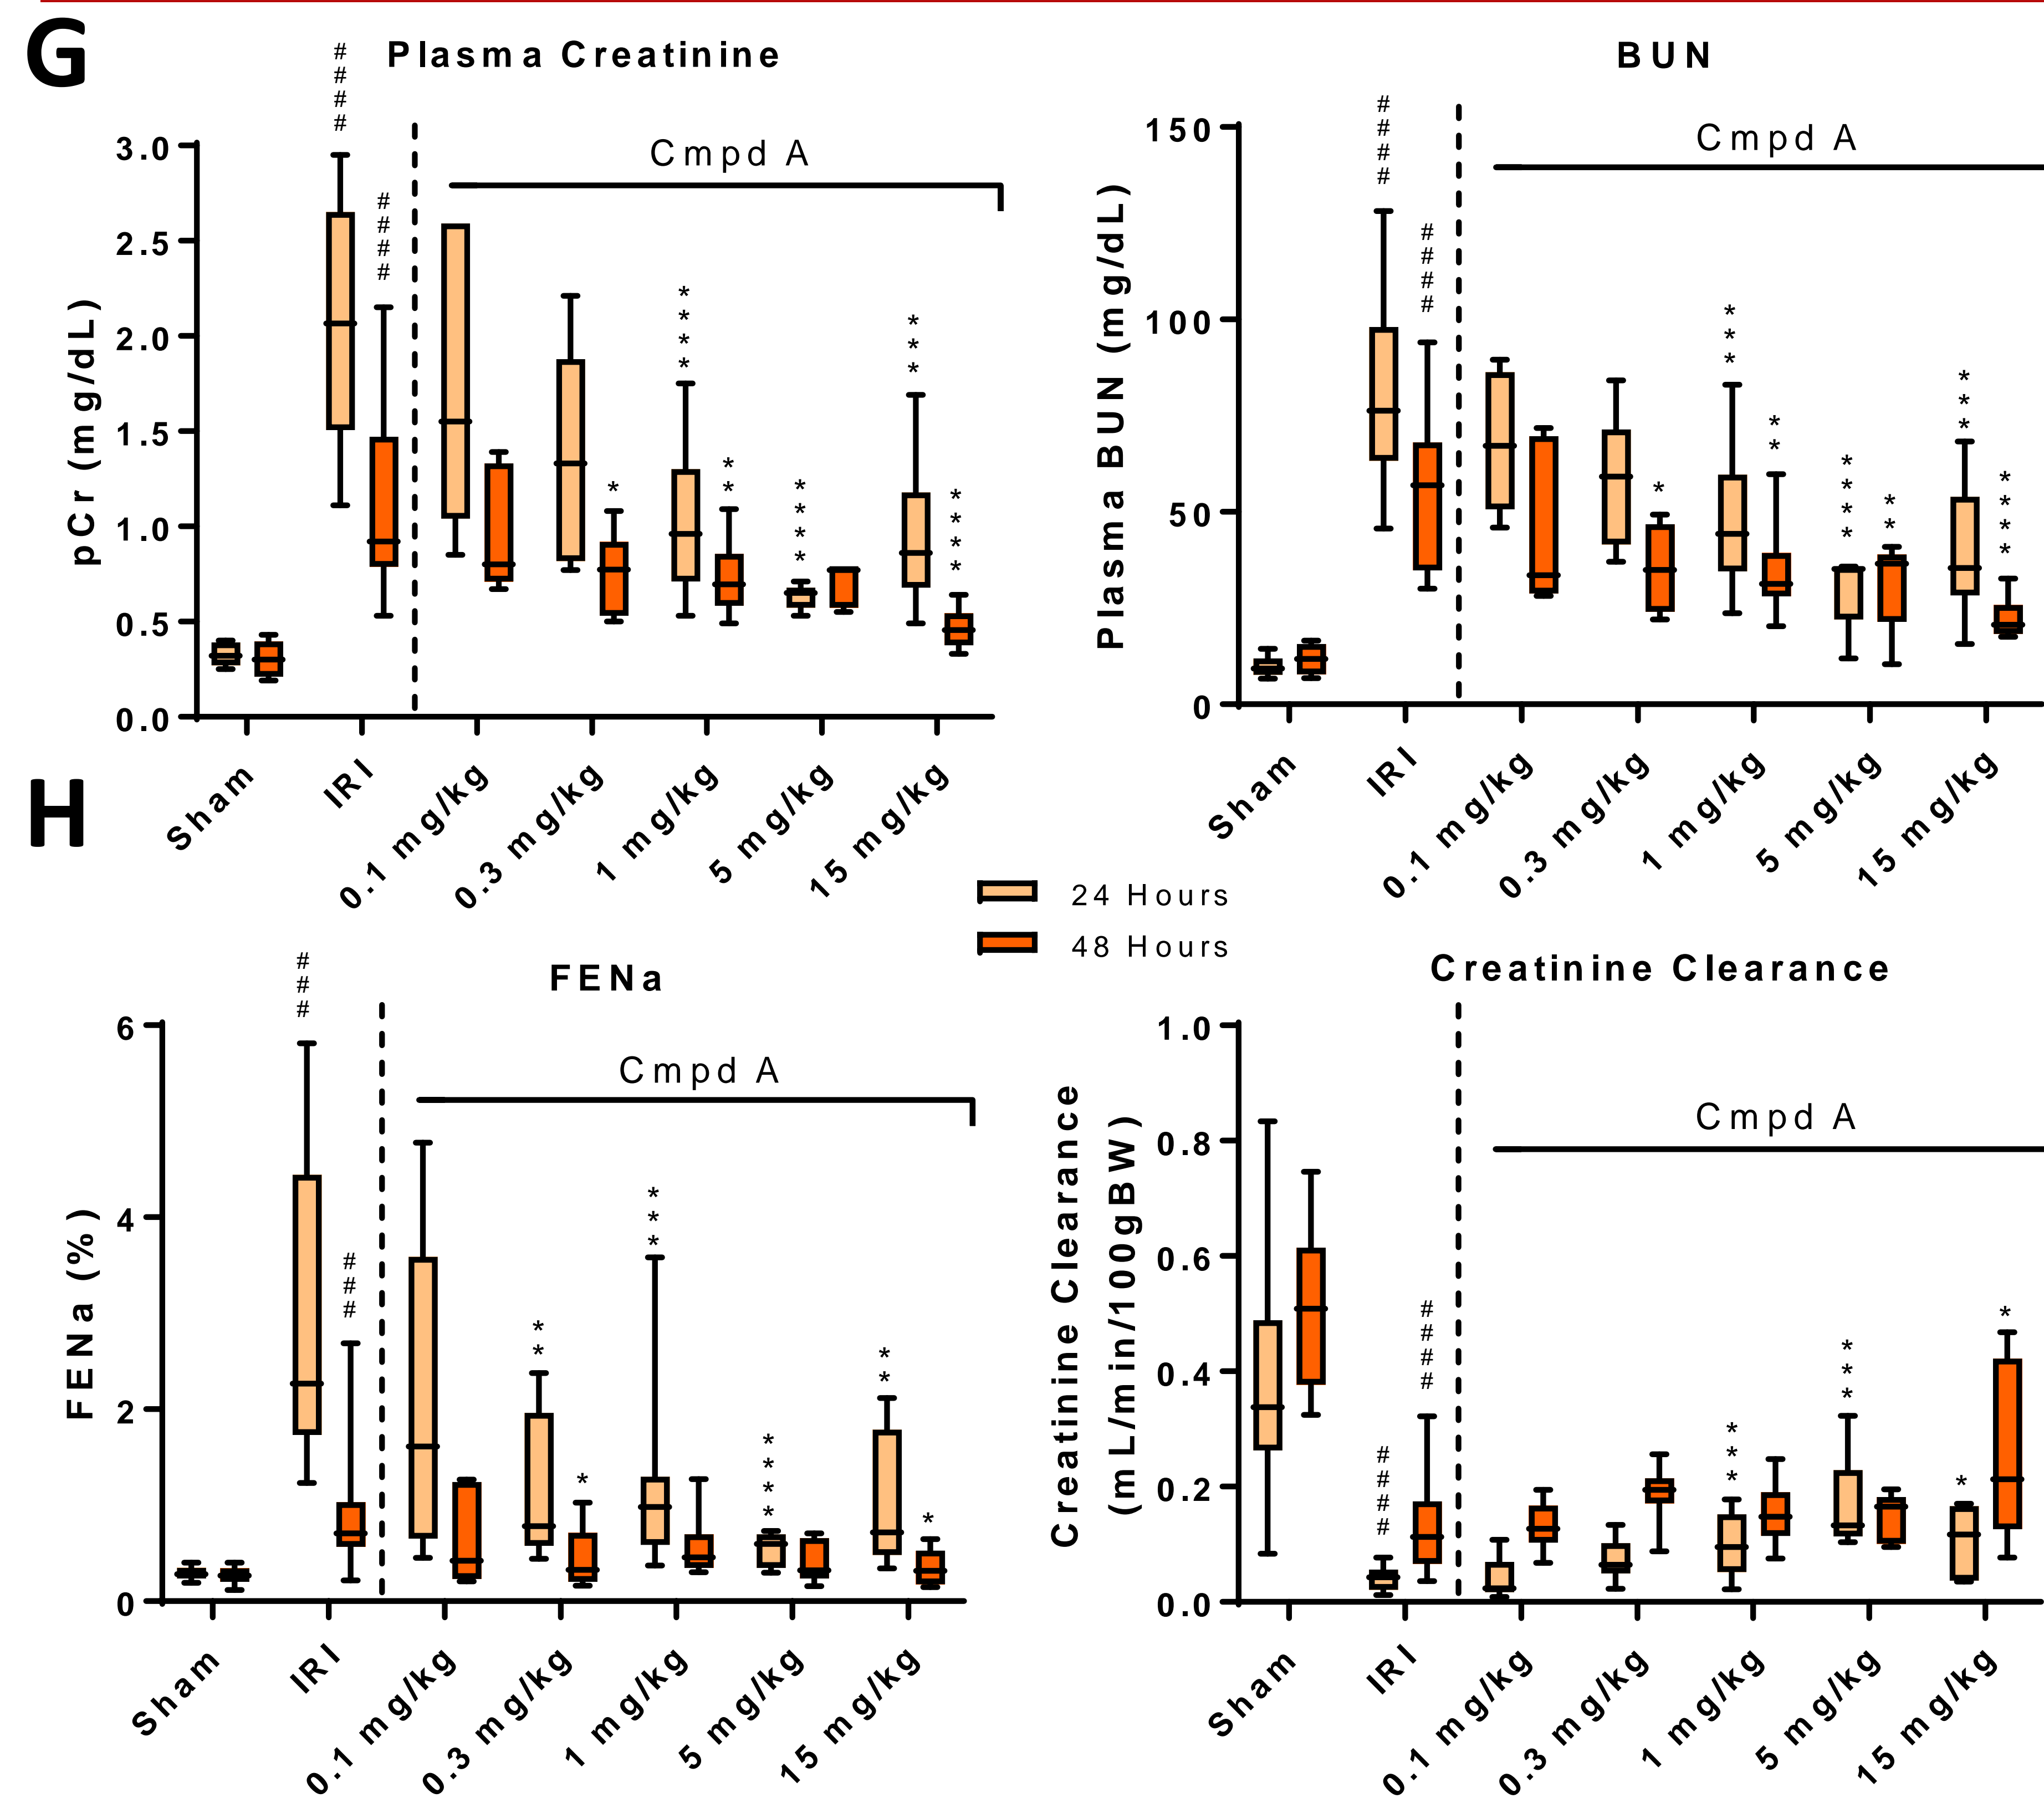 G
Plasma Creatinine
####
####
Cmpd A
pCr (mg/dL)
3.0
2.5
2.0
1.5
1.0
0.5
0.0
*
****
**
****
***
****
Sham
IRI
0.1 mg/kg
0.3 mg/kg
1 mg/kg
5 mg/kg
15 mg/kg
BUN
####
####
Cmpd A
Plasma BUN (mg/dL)
150
100
50
0
*
***
**
****
**
***
****
Sham
IRI
0.1 mg/kg
0.3 mg/kg
1 mg/kg
5 mg/kg
15 mg/kg
24 Hours
48 Hours
H
FENa
###
###
Cmpd A
FENa (%)
6
4
2
0
**
*
***
****
**
*
Sham
IRI
0.1 mg/kg
0.3 mg/kg
1 mg/kg
5 mg/kg
15 mg/kg
Creatinine Clearance
Cmpd A
Creatinine Clearance
(mL/min/100gBW)
1.0
0.8
0.6
0.4
0.2
0.0
####
####
***
***
*
*
Sham
IRI
0.1 mg/kg
0.3 mg/kg
1 mg/kg
5 mg/kg
15 mg/kg